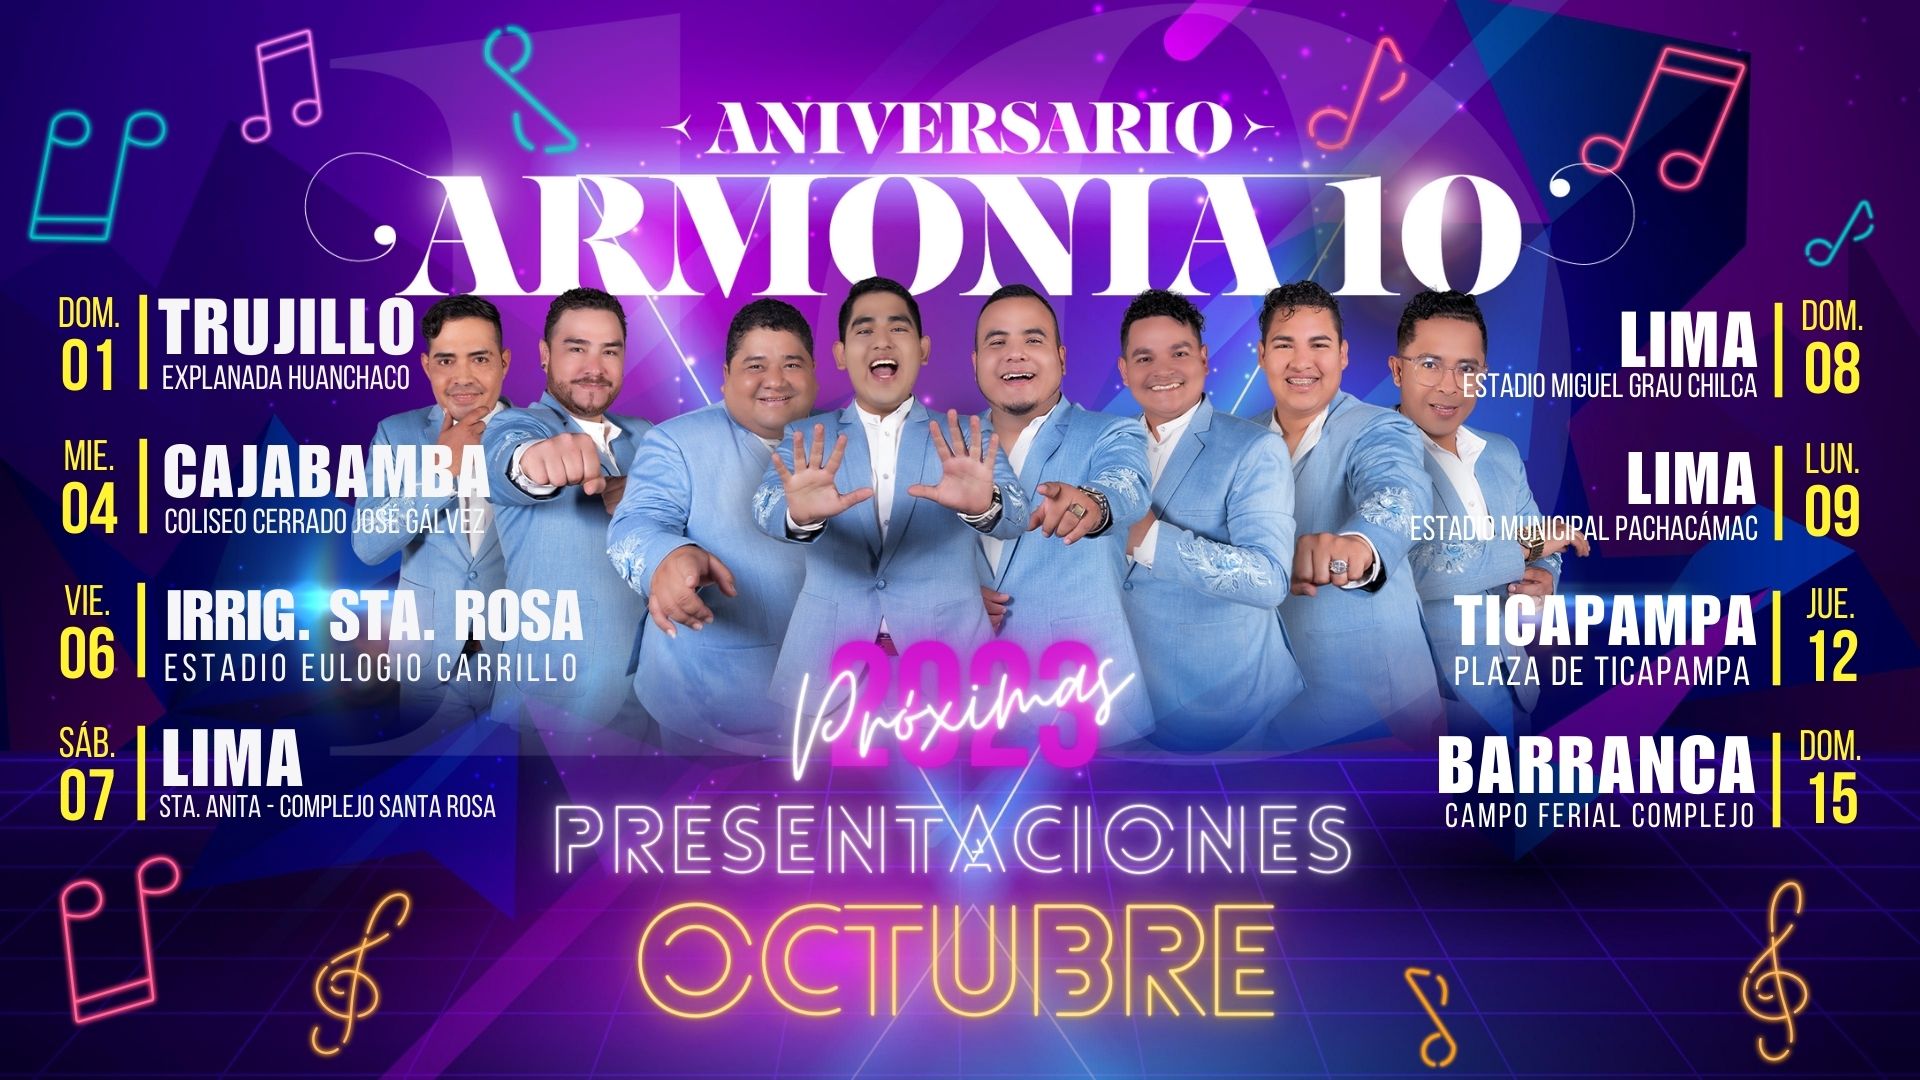 ANIVERSARIO
ARMONIA 10
DOM.
01
TRUJILLO
EXPLANADA HUANCHACO
MIE.
04
CAJABAMBA
COLISEO CERRADO JOSÉ GÁLVEZ
VIE.
06
IRRIG. STA. ROSA
ESTADIO EULOGIO CARRILLO
SÁB.
07
LIMA
STA. ANITA - COMPLEJO SANTA ROSA
LIMA
ESTADIO MIGUEL GRAU CHILCA
DOM.
08
LIMA
ESTADIO MUNICIPAL PACHACÁMAC
LUN.
09
TICAPAMPA
PLAZA DE TICAPAMPA
JUE.
12
BARRANCA
CAMPO FERIAL COMPLEJO
DOM.
15
2023
Próximas
PRESENTACIONES
OCTUBRE